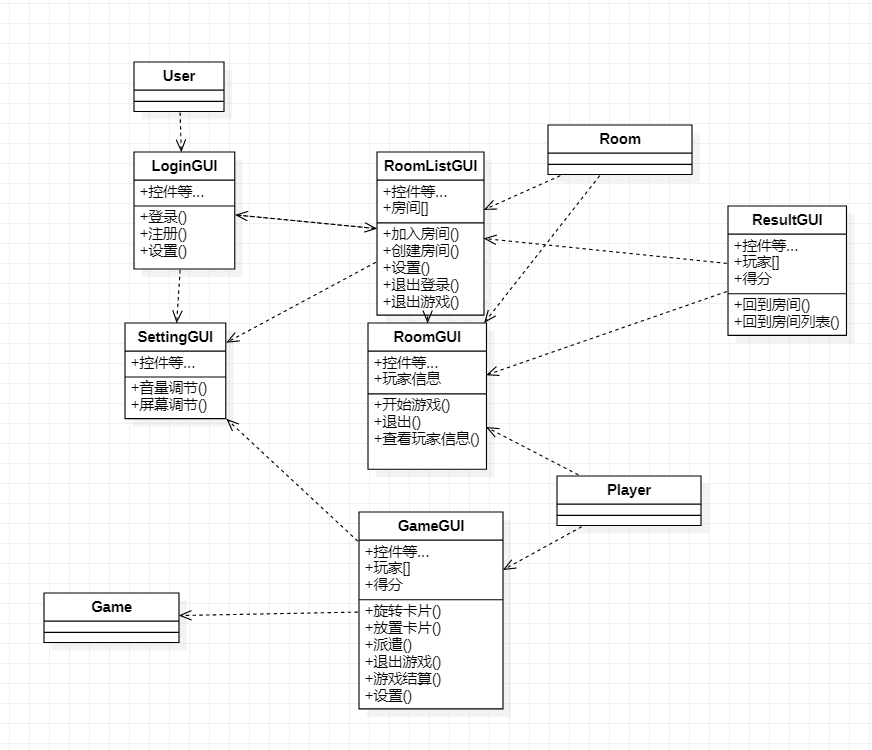 User
LoginGUI
+控件等...
+登录()
+注册()
+设置()
RoomListGUI
+控件等...
+房间[]
+加入房间()
+创建房间()
+设置()
+退出登录()
+退出游戏()
Room
ResultGUI
+控件等...
+玩家[]
+得分
+回到房间()
+回到房间列表()
SettingGUI
+控件等...
+音量调节()
+屏幕调节()
RoomGUI
+控件等...
+玩家信息
+开始游戏()
+退出()
+查看玩家信息()
Player
GameGUI
+控件等...
+玩家[]
+得分
+旋转卡片()
+放置卡片()
+派遣()
+退出游戏()
+游戏结算()
+设置()
Game